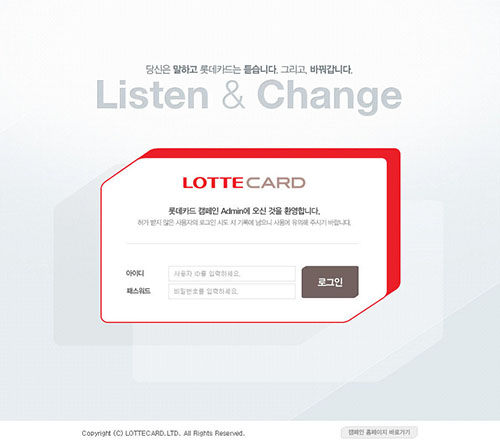 당신은 말하고 롯데카드는 듣습니다. 그리고, 바꿔갑니다.
Listen & Change
LOTTE CARD
롯데카드 캠페인 Admin에 오신 것을 환영합니다.
허가 받지 않은 사용자의 로그인 시도 시 기록에 남으니 사용에 유의해 주시기 바랍니다.
아이디 사용자 ID를 입력하세요.
패스워드 비밀번호를 입력하세요.
로그인
Copyright (C) LOTTECARD.LTD. All Rights Reserved.
캠페인 홈페이지 바로가기